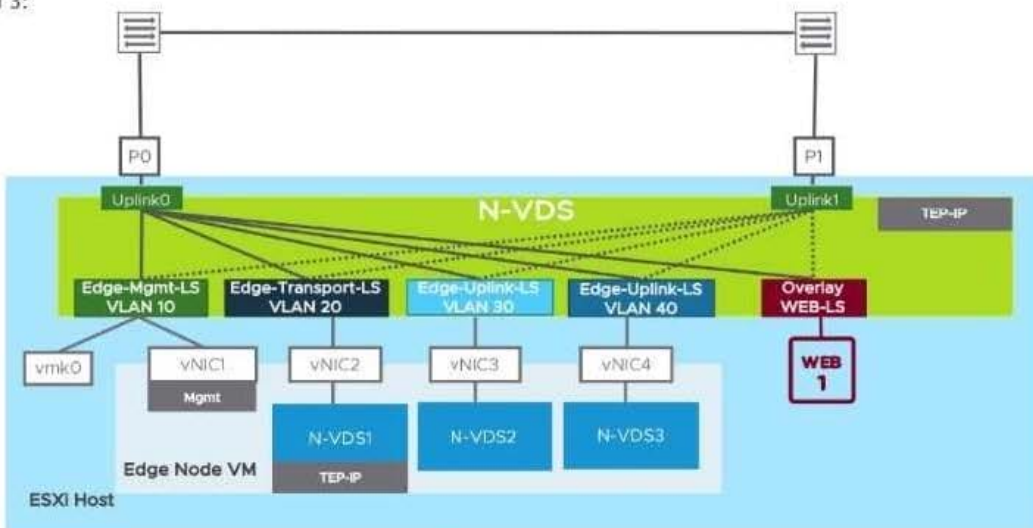 3:
P0
P1
Uplink0
N-VDS
Uplink1
TEP-IP
Edge-Mgmt-LS
VLAN 10
Edge-Transport-LS
VLAN 20
Edge-Uplink-LS
VLAN 30
Edge-Uplink-LS
VLAN 40
Overlay
WEB-LS
vmk0
vNIC1
Mgmt
vNIC2
vNIC3
vNIC4
WEB
1
N-VDS1
TEP-IP
N-VDS2
N-VDS3
Edge Node VM
ESXi Host